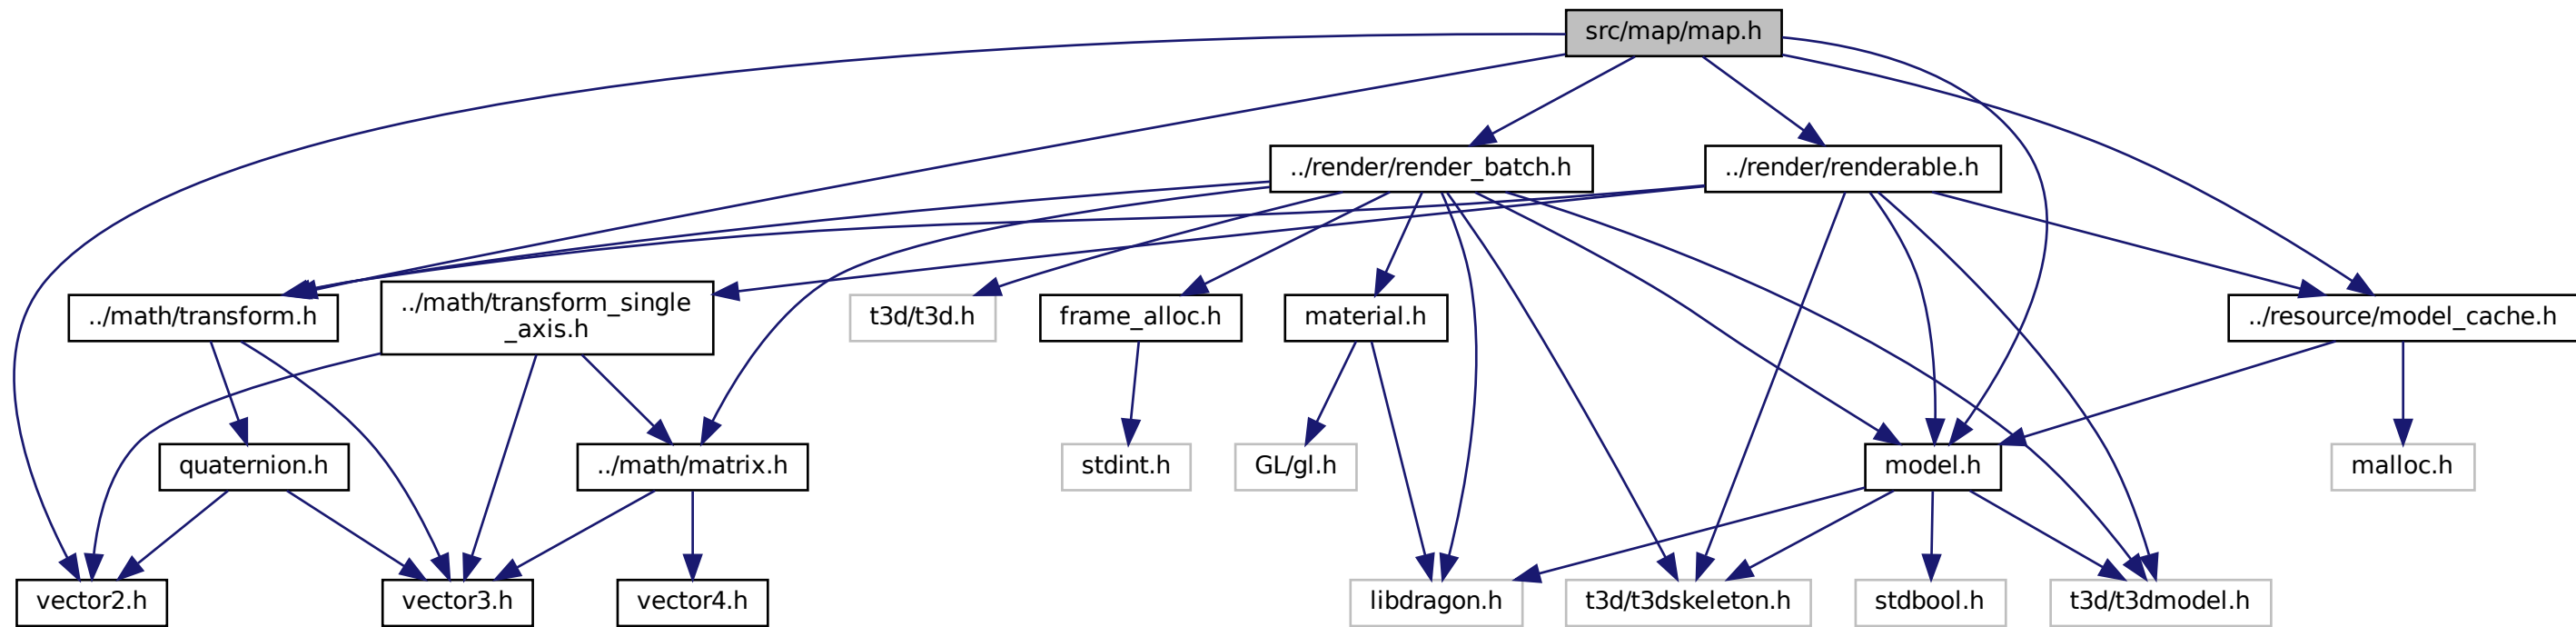 src/map/map.h
../render/render_batch.h
../render/renderable.h
../math/transform.h
../math/transform_single
_axis.h
t3d/t3d.h
frame_alloc.h
material.h
../resource/model_cache.h
quaternion.h
../math/matrix.h
stdint.h
GL/gl.h
model.h
malloc.h
vector2.h
vector3.h
vector4.h
libdragon.h
t3d/t3dskeleton.h
stdbool.h
t3d/t3dmodel.h